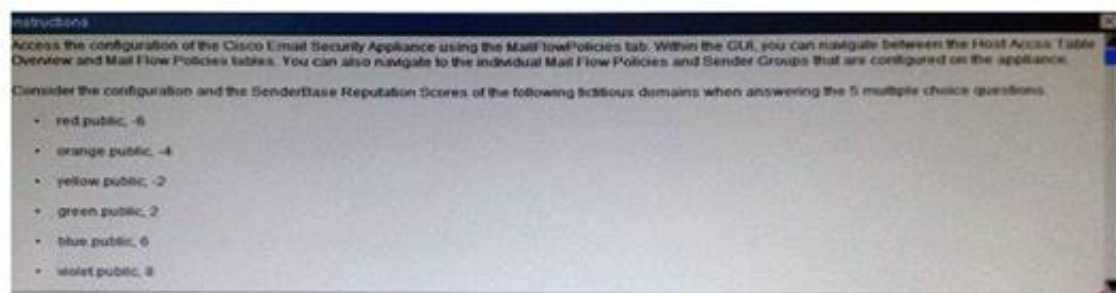 nstructions
Access the configuration of the Cisco Email Security Appliance using the MailFlowPolicies tab. Within the GUI, you can navigate between the Host Accss Table
Overview and Mail Flow Policies tables. You can also navigate to the individual Mail Flow Policies and Sender Groups that are configured on the appliance.
Consider the configuration and the SenderBase Reputation Scores of the following fictitious domains when answering the 5 multiple choice questions.
• red.public, -6
• orange.public, -4
• yellow.public, -2
• green.public, 2
• blue.public, 6
• violet.public, 8